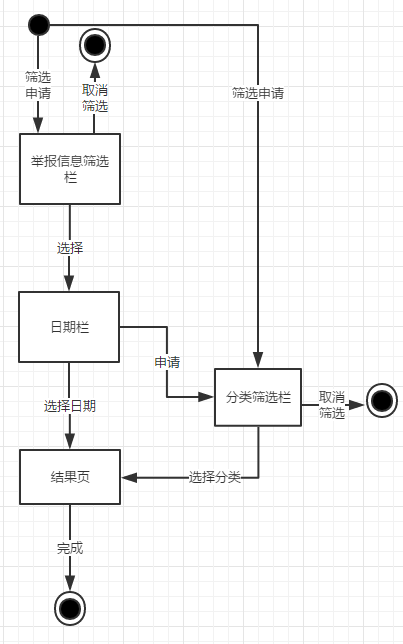 筛选
申请
取消
筛选
筛选申请
举报信息筛选
栏
选择
日期栏
申请
分类筛选栏
取消
筛选
选择日期
结果页
选择分类
完成